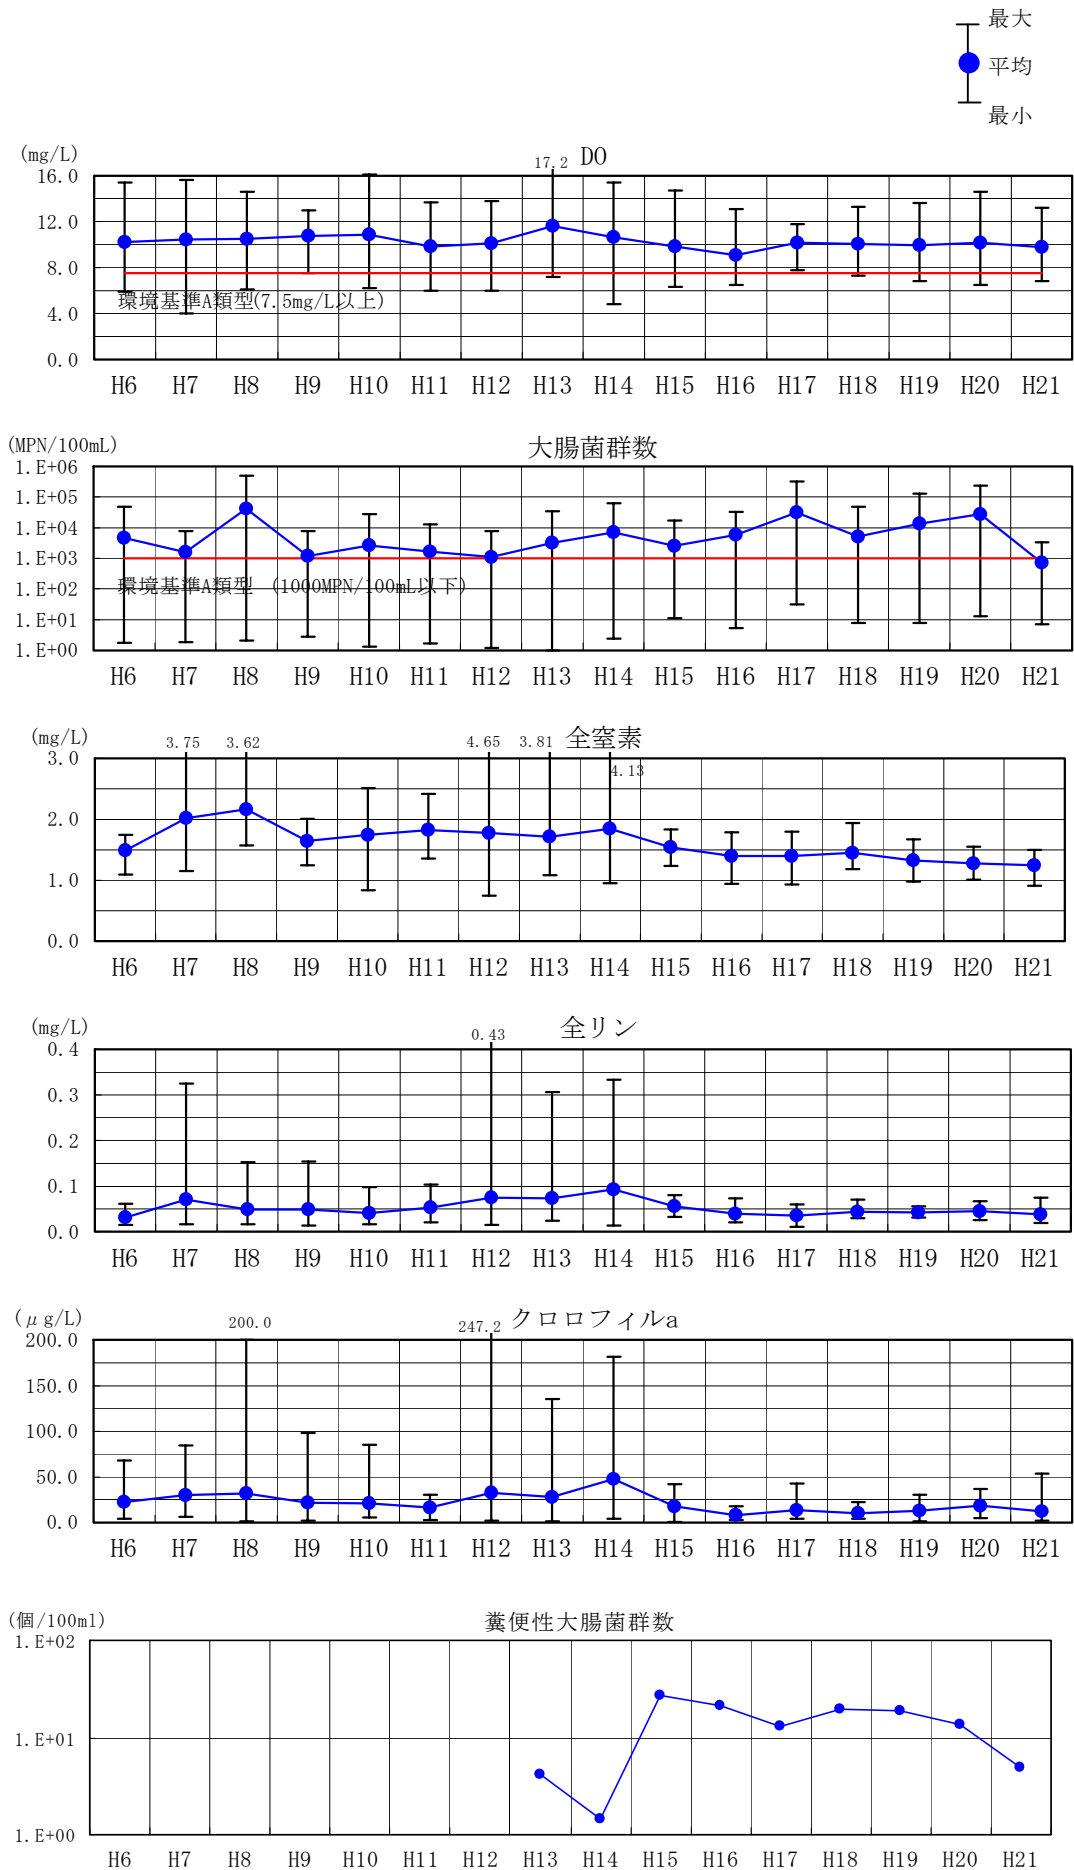 最大
平均
最小
(mg/L) 17.2 DO
16.0
12.0
8.0
環境基準A類型(7.5mg/L以上)
4.0
0.0
H6 H7 H8 H9 H10 H11 H12 H13 H14 H15 H16 H17 H18 H19 H20 H21
(MPN/100mL) 大腸菌群数
1.E+06
1.E+05
1.E+04
1.E+03
環境基準A類型 (1000MPN/100mL以下)
1.E+02
1.E+01
1.E+00
H6 H7 H8 H9 H10 H11 H12 H13 H14 H15 H16 H17 H18 H19 H20 H21
(mg/L) 3.75 3.62 4.65 3.81 全窒素
3.0
4.13
2.0
1.0
0.0
H6 H7 H8 H9 H10 H11 H12 H13 H14 H15 H16 H17 H18 H19 H20 H21
(mg/L) 0.43 全リン
0.4
0.3
0.2
0.1
0.0
H6 H7 H8 H9 H10 H11 H12 H13 H14 H15 H16 H17 H18 H19 H20 H21
(μg/L) 200.0 247.2 クロロフィルa
200.0
150.0
100.0
50.0
0.0
H6 H7 H8 H9 H10 H11 H12 H13 H14 H15 H16 H17 H18 H19 H20 H21
(個/100ml) 糞便性大腸菌群数
1.E+02
1.E+01
1.E+00
H6 H7 H8 H9 H10 H11 H12 H13 H14 H15 H16 H17 H18 H19 H20 H21